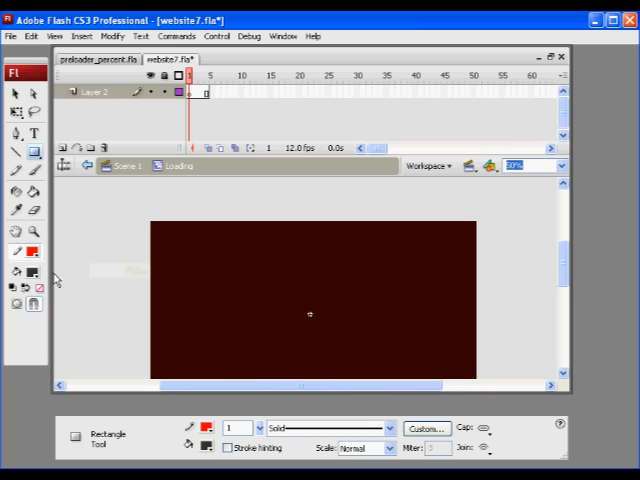 Adobe Flash CS3 Professional - [website7.fla*]
File Edit View Insert Modify Text Commands Control Debug Window Help
preloader_percent.fla website7.fla*
Fl
1 5 10 15 20 25 30 35 40 45 50 55 60
Layer 2
1 12.0 fps 0.0s
Scene 1 Loading Workspace
T
1 Solid Custom... Cap:
Rectangle Tool
Stroke hinting Scale: Normal Miter: 3 Join: